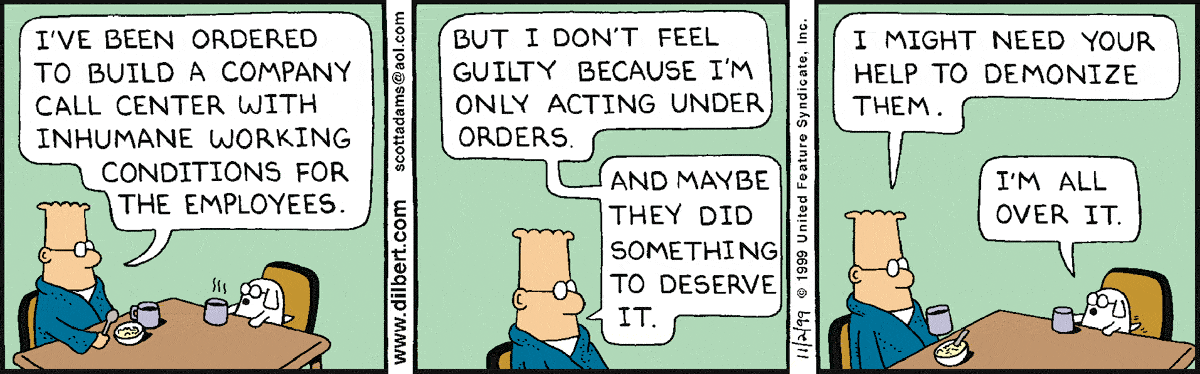 I'VE BEEN ORDERED
TO BUILD A COMPANY
CALL CENTER WITH
INHUMANE WORKING
CONDITIONS FOR
THE EMPLOYEES.
www.dilbert.com scottadams@aol.com
BUT I DON'T FEEL
GUILTY BECAUSE I'M
ONLY ACTING UNDER
ORDERS.
AND MAYBE
THEY DID
SOMETHING
TO DESERVE
IT.
11/2/99 © 1999 United Feature Syndicate, Inc.
I MIGHT NEED YOUR
HELP TO DEMONIZE
THEM.
I'M ALL
OVER IT.